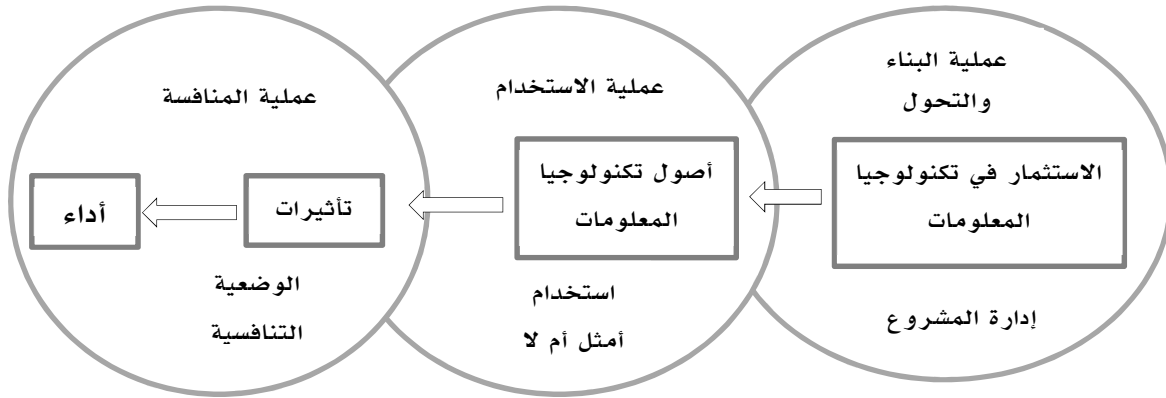 عملية البناء
والتحول
الاستثمار في تكنولوجيا
المعلومات
إدارة المشروع
عملية الاستخدام
أصول تكنولوجيا
المعلومات
استخدام
أمثل أم لا
عملية المنافسة
تأثيرات
أداء
الوضعية
التنافسية